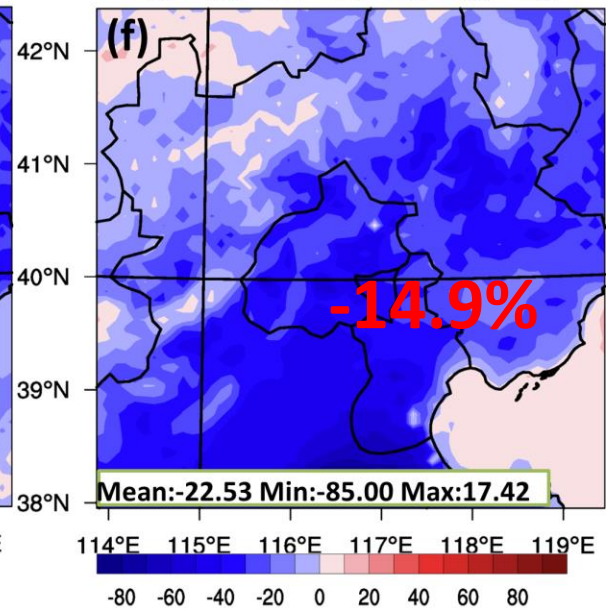 (f)
42°N
41°N
40°N
-14.9%
39°N
Mean:-22.53 Min:-85.00 Max:17.42
38°N
E 114°E 115°E 116°E 117°E 118°E 119°E
-80 -60 -40 -20 0 20 40 60 80